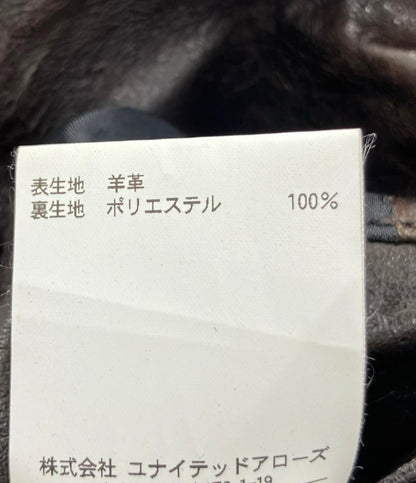 表生地 羊革
裏生地 ポリエステル 100%
株式会社 ユナイテッドアローズ